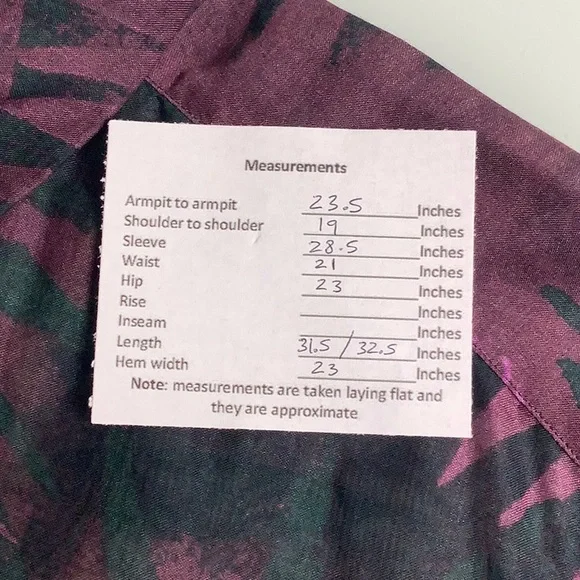 Measurements
Armpit to armpit 23.5 Inches
Shoulder to shoulder 19 Inches
Sleeve 28.5 Inches
Waist 21 Inches
Hip 23 Inches
Rise Inches
Inseam Inches
Length 31.5 / 32.5 Inches
Hem width 23 Inches
Note: measurements are taken laying flat and
they are approximate